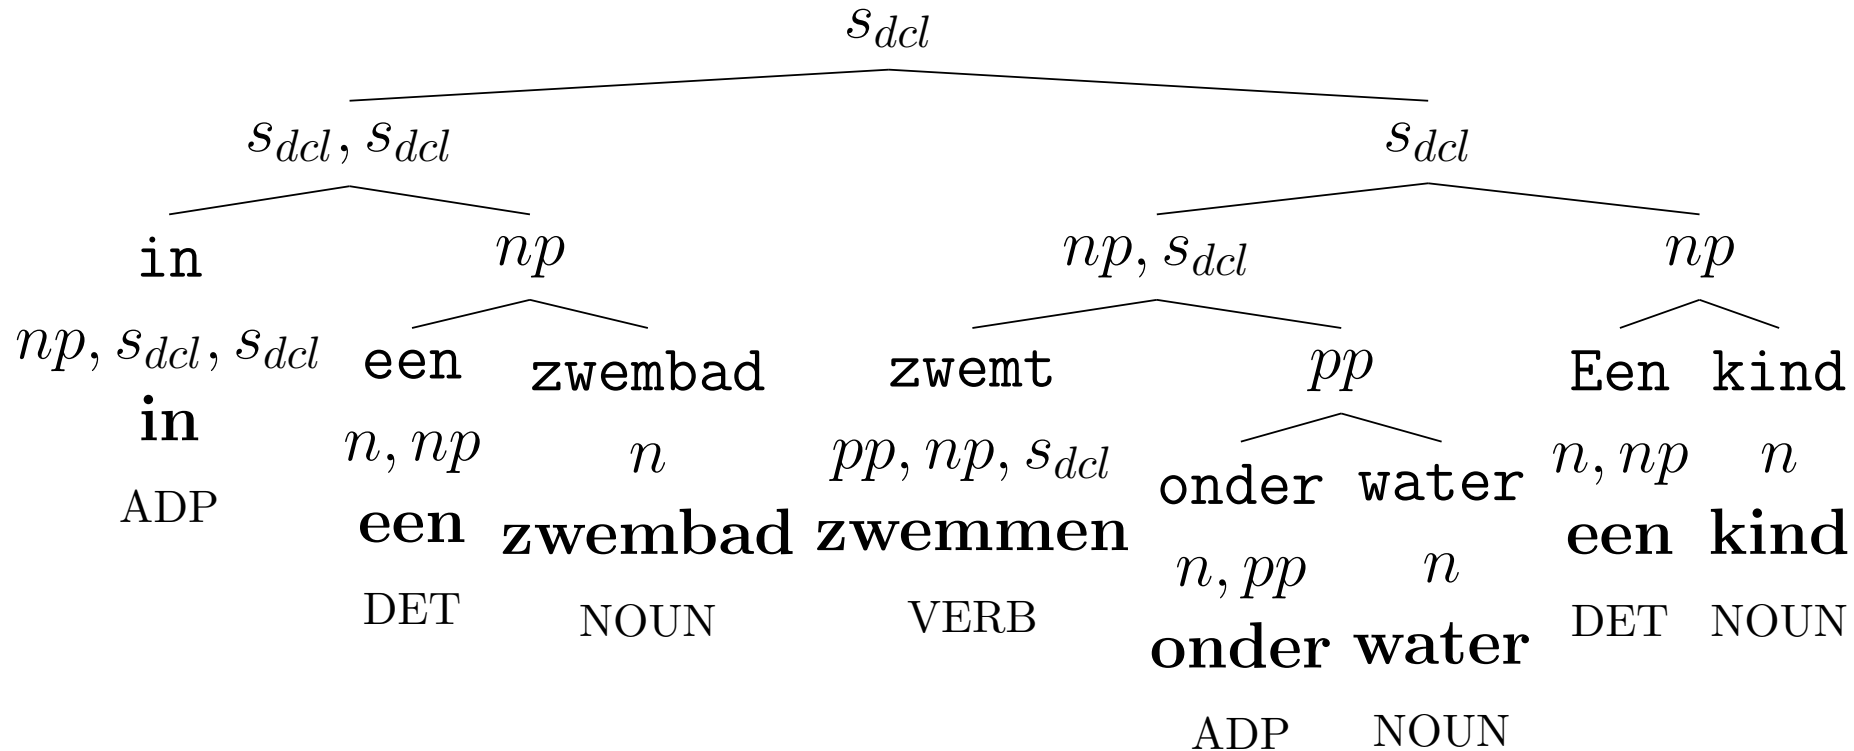 s_dcl
s_dcl, s_dcl s_dcl
in np np, s_dcl np
np, s_dcl, s_dcl een zwembad zwemt pp Een kind
in n, np n pp, np, s_dcl onder water n, np n
ADP een zwembad zwemmen n, pp n een kind
DET NOUN VERB onder water DET NOUN
ADP NOUN